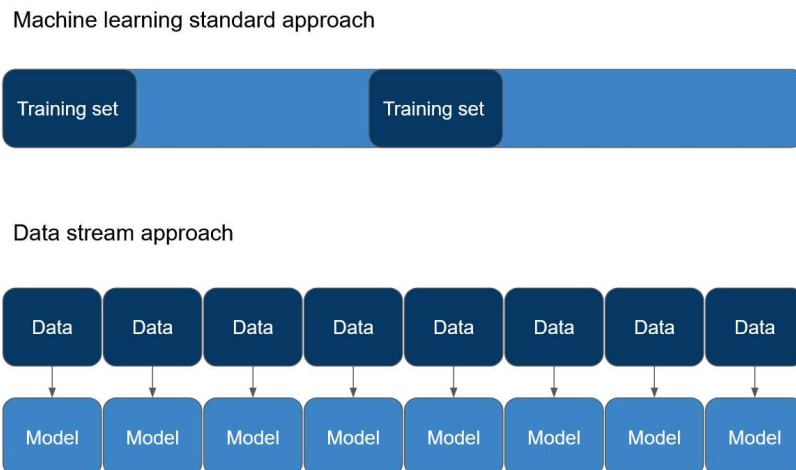 Machine learning standard approach
Training set Training set
Data stream approach
Data Data Data Data Data Data Data Data
Model Model Model Model Model Model Model Model